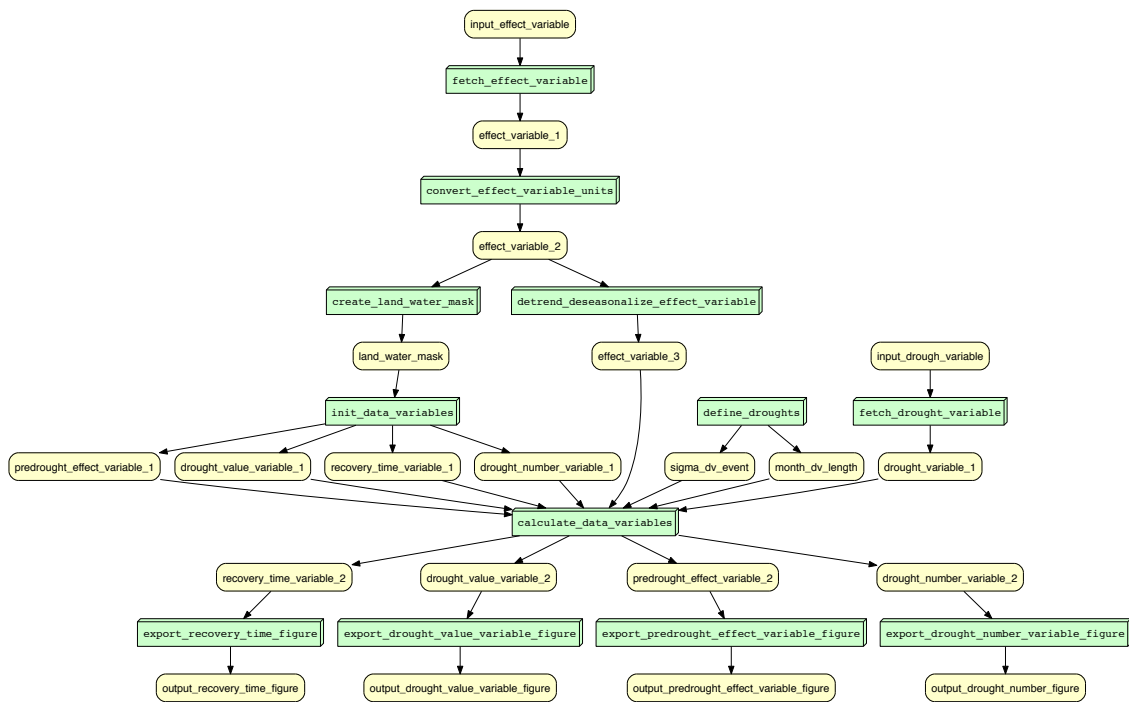 input_effect_variable
fetch_effect_variable
effect_variable_1
convert_effect_variable_units
effect_variable_2
create_land_water_mask
detrend_deseasonalize_effect_variable
land_water_mask
effect_variable_3
input_drough_variable
init_data_variables
define_droughts
fetch_drought_variable
predrought_effect_variable_1
drought_value_variable_1
recovery_time_variable_1
drought_number_variable_1
sigma_dv_event
month_dv_length
drought_variable_1
calculate_data_variables
recovery_time_variable_2
drought_value_variable_2
predrought_effect_variable_2
drought_number_variable_2
export_recovery_time_figure
export_drought_value_variable_figure
export_predrought_effect_variable_figure
export_drought_number_variable_figure
output_recovery_time_figure
output_drought_value_variable_figure
output_predrought_effect_variable_figure
output_drought_number_figure